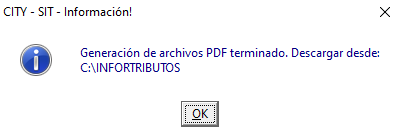 CITY - SIT - Información!
Generación de archivos PDF terminado. Descargar desde:
C:\INFORTRIBUTOS
OK